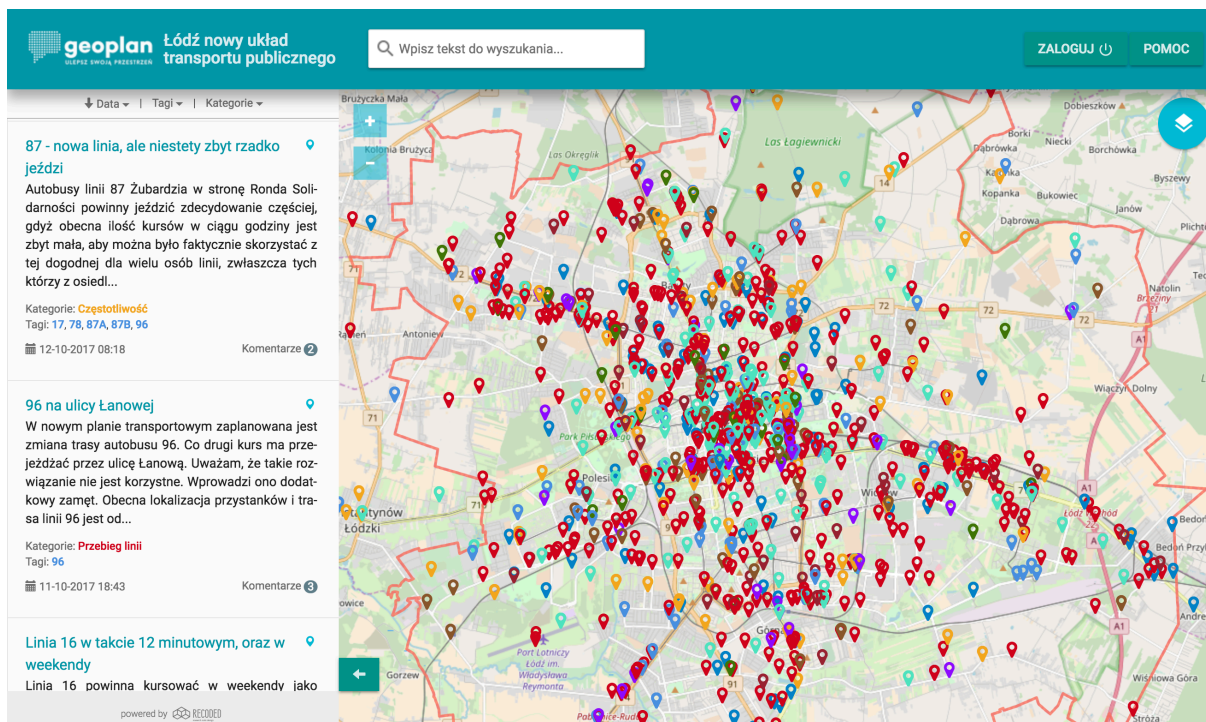 geoplan
ULEPSZ SWOJĄ PRZESTRZEŃ
Łódź nowy układ
transportu publicznego
Wpisz tekst do wyszukania...
ZALOGUJ
POMOC
Data
Tagi
Kategorie
87 - nowa linia, ale niestety zbyt rzadko
jeździ
Autobusy linii 87 Żubardzia w stronę Ronda Soli-
darności powinny jeździć zdecydowanie częściej,
gdyż obecna ilość kursów w ciągu godziny jest
zbyt mała, aby można było faktycznie skorzystać z
tej dogodnej dla wielu osób linii, zwłaszcza tych
którzy z osiedl...
Kategorie: Częstotliwość
Tagi: 17, 78, 87A, 87B, 96
12-10-2017 08:18
Komentarze 2
96 na ulicy Łanowej
W nowym planie transportowym zaplanowana jest
zmiana trasy autobusu 96. Co drugi kurs ma prze-
jeżdżać przez ulicę Łanową. Uważam, że takie roz-
wiązanie nie jest korzystne. Wprowadzi ono dodat-
kowy zamęt. Obecna lokalizacja przystanków i tra-
sa linii 96 jest od...
Kategorie: Przebieg linii
Tagi: 96
11-10-2017 18:43
Komentarze 3
Linia 16 w takcie 12 minutowym, oraz w
weekendy
Linia 16 powinna kursować w weekendy jako
powered by RECODED
Brużyczka Mała
Kolonia Brużyca
Las Okręglik
Las Łagiewnicki
Dobieszków
Borki
Niecki
Dąbrówka
Borchówka
Kopanka
Bukowiec
Byszewy
Janów
Dąbrowa
14
71
72
Natolin
Brzeziny
72
72
72
A1
Antoniew
Wiączyn Dolny
71
Park Piłsudskiego
Polesie
A1
Łódzki
A1
Gorzew
Port Lotniczy
Łódź im.
Władysława
Reymonta
Górna
91
A1
Wiśniowa Góra
Stróża